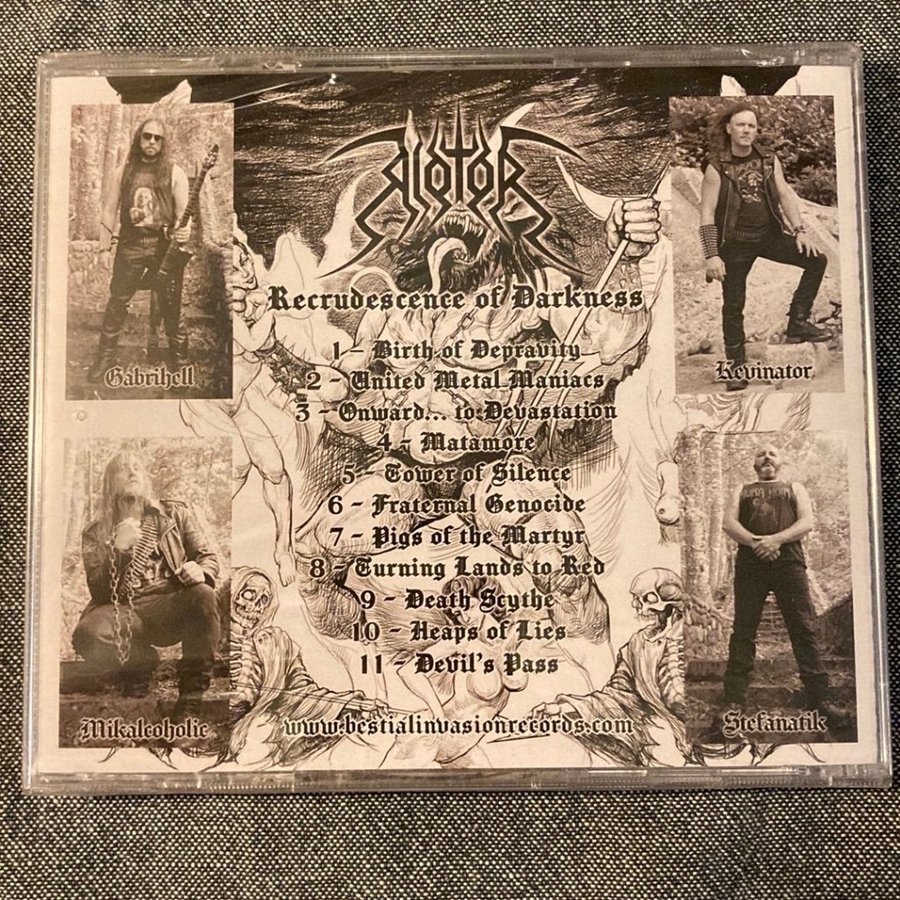 RIOTOR
Recrudescence of Darkness
1 - Birth of Depravity
2 - United Metal Maniacs
3 - Onward... to Devastation
4 - Matamore
5 - Tower of Silence
6 - Fraternal Genocide
7 - Pigs of the Martyr
8 - Turning Lands to Red
9 - Death Scythe
10 - Heaps of Lies
11 - Devil's Pass
www.bestialinvasionrecords.com
Gabrihell
Kevinator
Mikalcoholic
Stefanatik